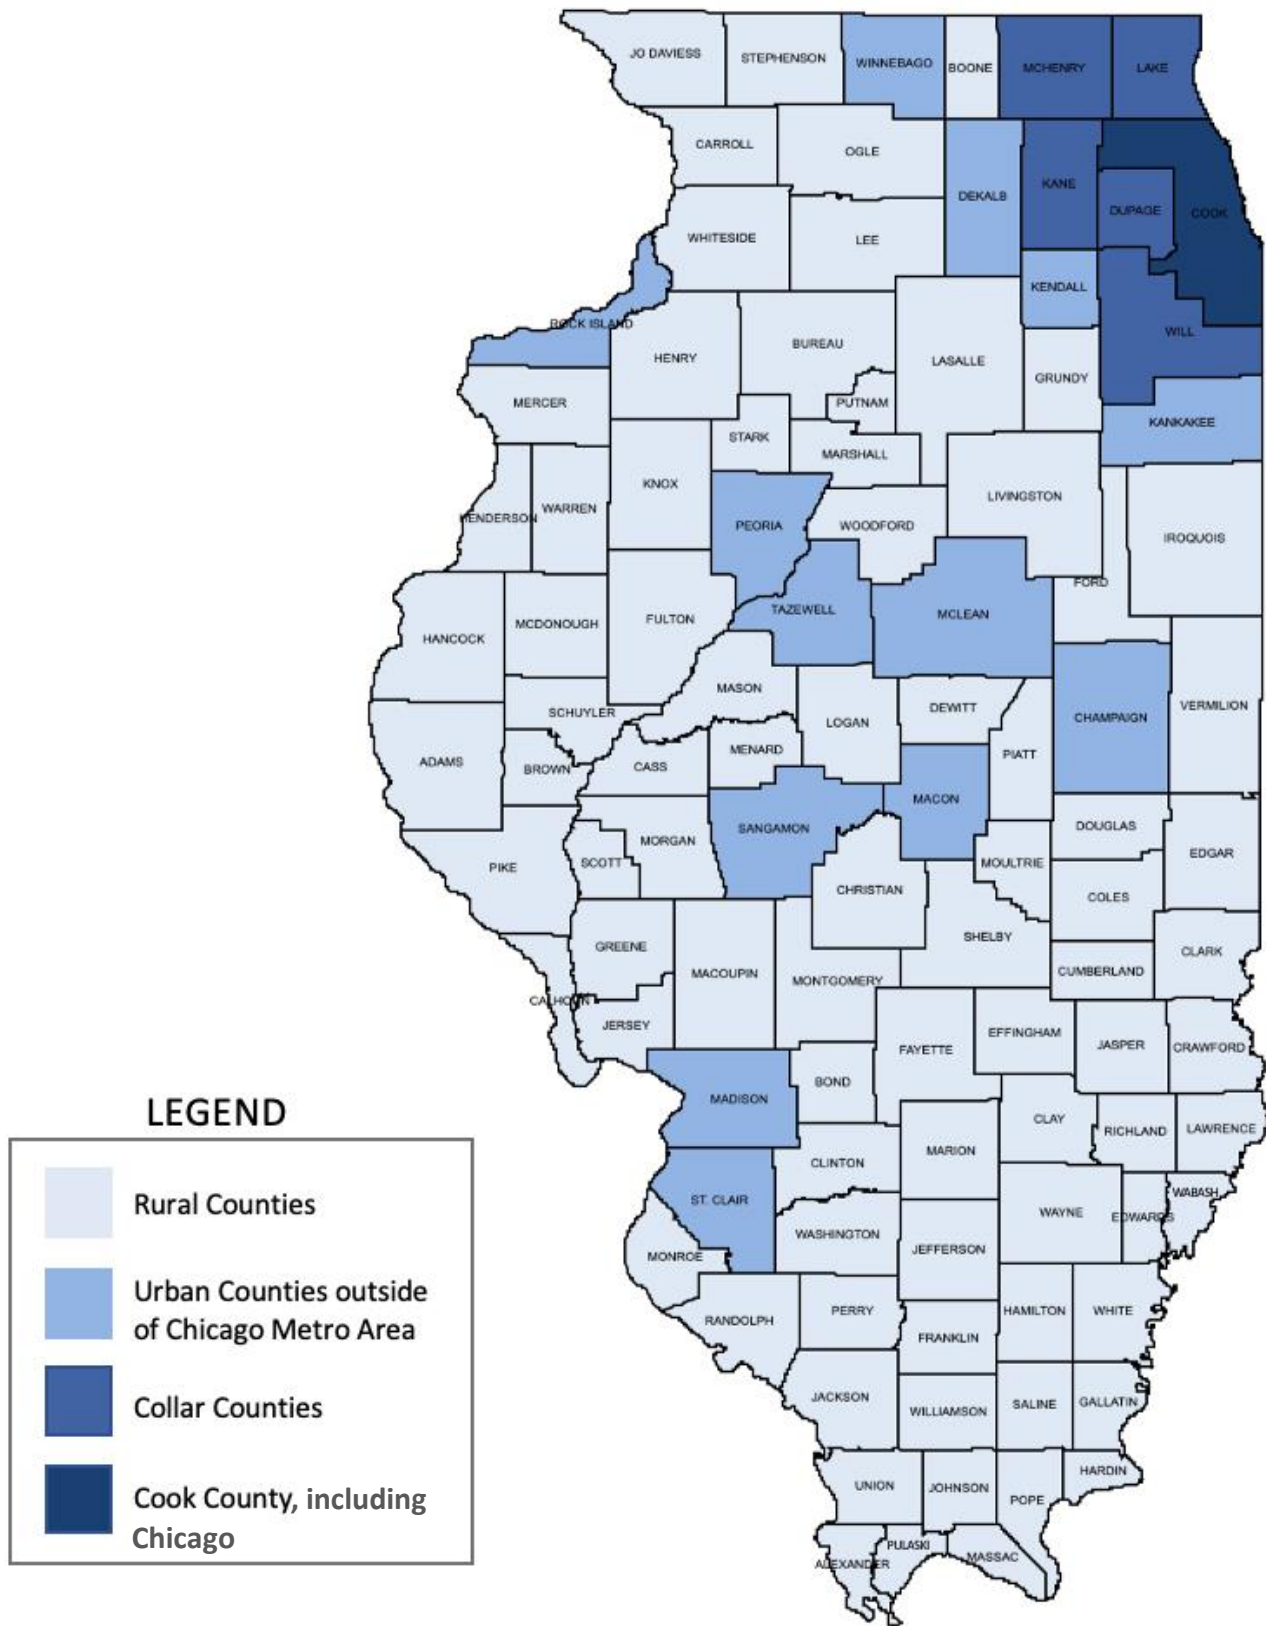 JO DAVIESS
STEPHENSON
WINNEBAGO
BOONE
MCHENRY
LAKE
CARROLL
OGLE
DEKALB
KANE
DUPAGE
COOK
WHITESIDE
LEE
KENDALL
ROCK ISLAND
HENRY
BUREAU
LASALLE
GRUNDY
WILL
MERCER
PUTNAM
KANKAKEE
STARK
MARSHALL
KNOX
LIVINGSTON
HENDERSON
WARREN
PEORIA
WOODFORD
IROQUOIS
FORD
HANCOCK
MCDONOUGH
FULTON
TAZEWELL
MCLEAN
MASON
SCHUYLER
LOGAN
DEWITT
CHAMPAIGN
VERMILION
ADAMS
BROWN
CASS
MENARD
PIATT
MACON
SANGAMON
DOUGLAS
PIKE
SCOTT
MORGAN
CHRISTIAN
MOULTRIE
EDGAR
COLES
GREENE
MACOUPIN
MONTGOMERY
SHELBY
CUMBERLAND
CLARK
CALHOUN
JERSEY
FAYETTE
EFFINGHAM
JASPER
CRAWFORD
MADISON
BOND
CLAY
RICHLAND
LAWRENCE
CLINTON
MARION
ST. CLAIR
WAYNE
EDWARDS
WABASH
MONROE
WASHINGTON
JEFFERSON
RANDOLPH
PERRY
FRANKLIN
HAMILTON
WHITE
JACKSON
WILLIAMSON
SALINE
GALLATIN
UNION
JOHNSON
POPE
HARDIN
ALEXANDER
PULASKI
MASSAC
LEGEND
Rural Counties
Urban Counties outside
of Chicago Metro Area
Collar Counties
Cook County, including
Chicago